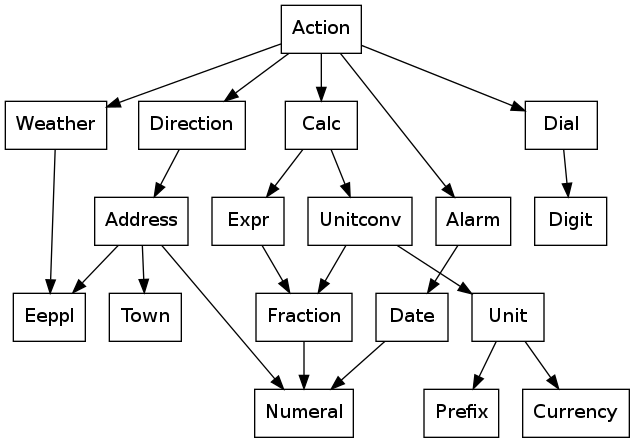 Action
Weather
Direction
Calc
Dial
Address
Expr
Unitconv
Alarm
Digit
Eeppl
Town
Fraction
Date
Unit
Numeral
Prefix
Currency